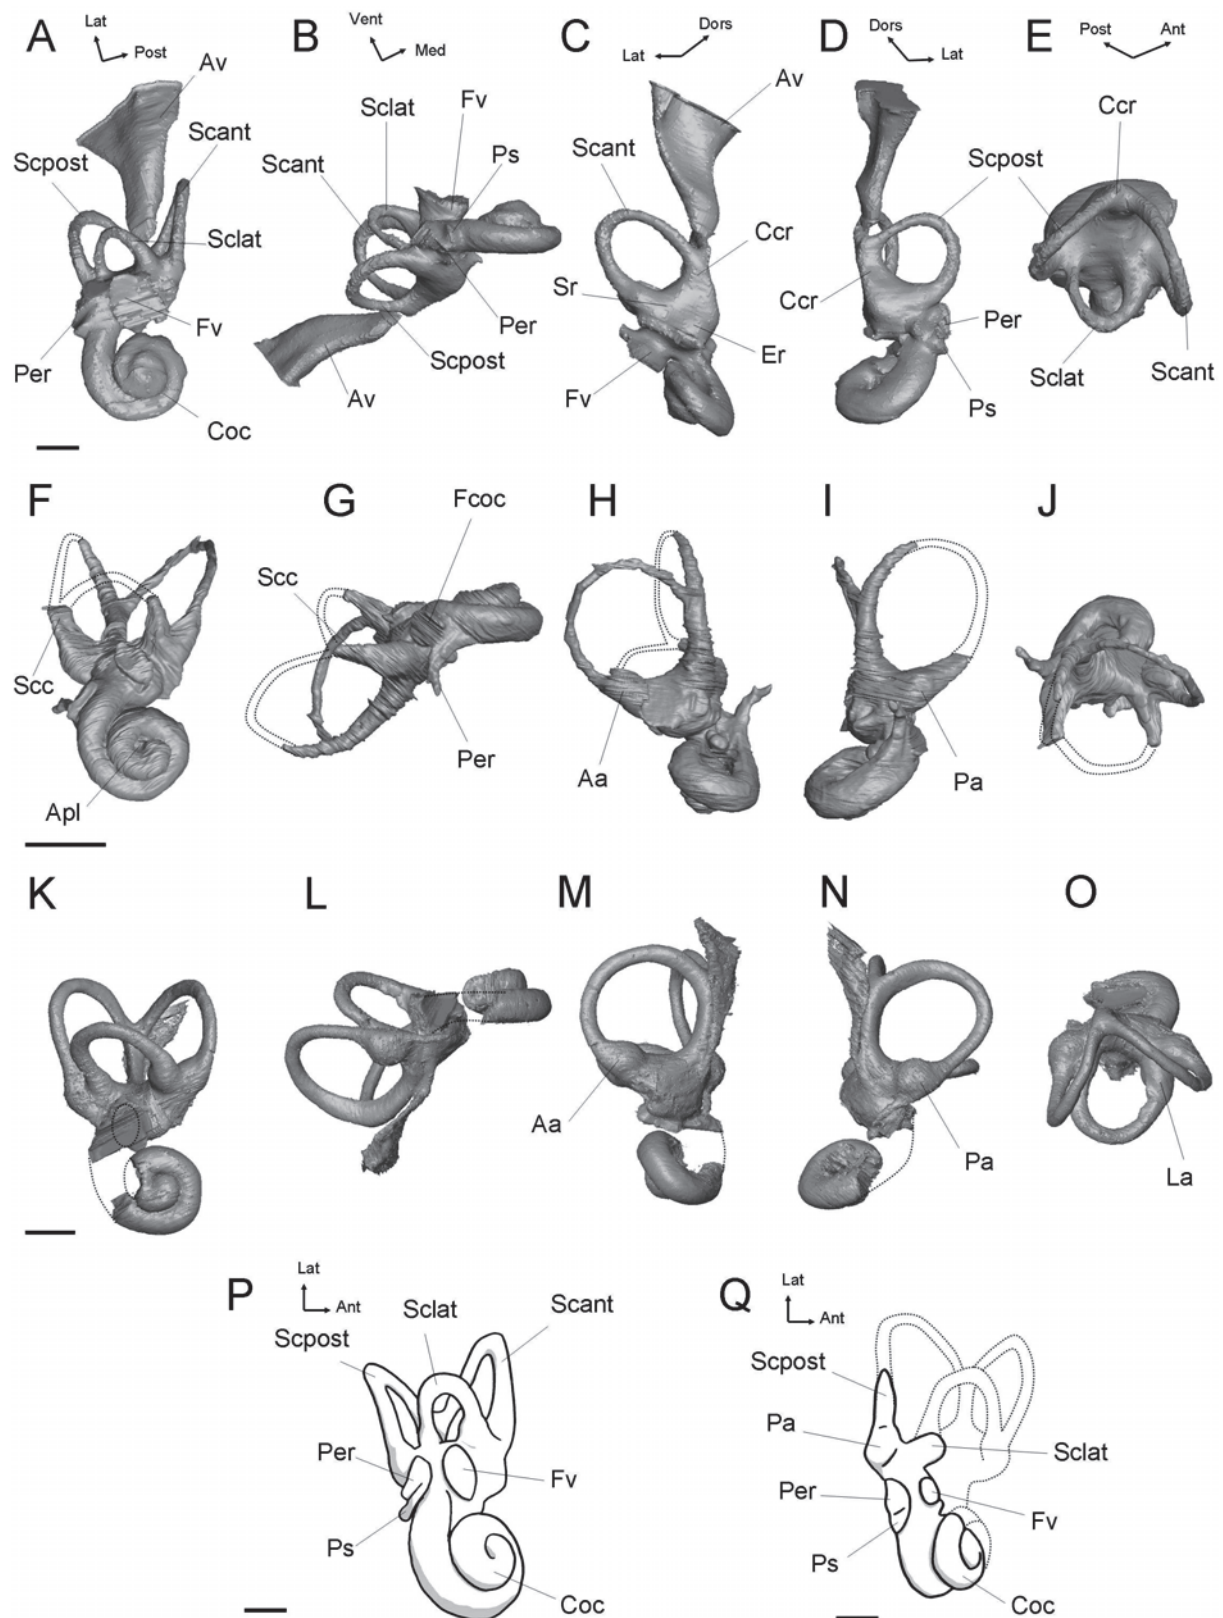 A
Lat
Post
Av
Scant
Scpost
Sclat
Fv
Per
Coc
B
Vent
Med
Sclat
Fv
Scant
Ps
Per
Scpost
Av
C
Dors
Lat
Av
Scant
Ccr
Sr
Er
Fv
D
Dors
Lat
Scpost
Ccr
Per
Ps
E
Post
Ant
Ccr
Sclat
Scant
F
Scc
Apl
G
Fcoc
Scc
Per
H
Aa
I
Pa
J
K
L
M
Aa
N
Pa
O
La
P
Lat
Ant
Sclat
Scant
Scpost
Per
Fv
Ps
Coc
Q
Lat
Ant
Scpost
Pa
Sclat
Per
Fv
Ps
Coc